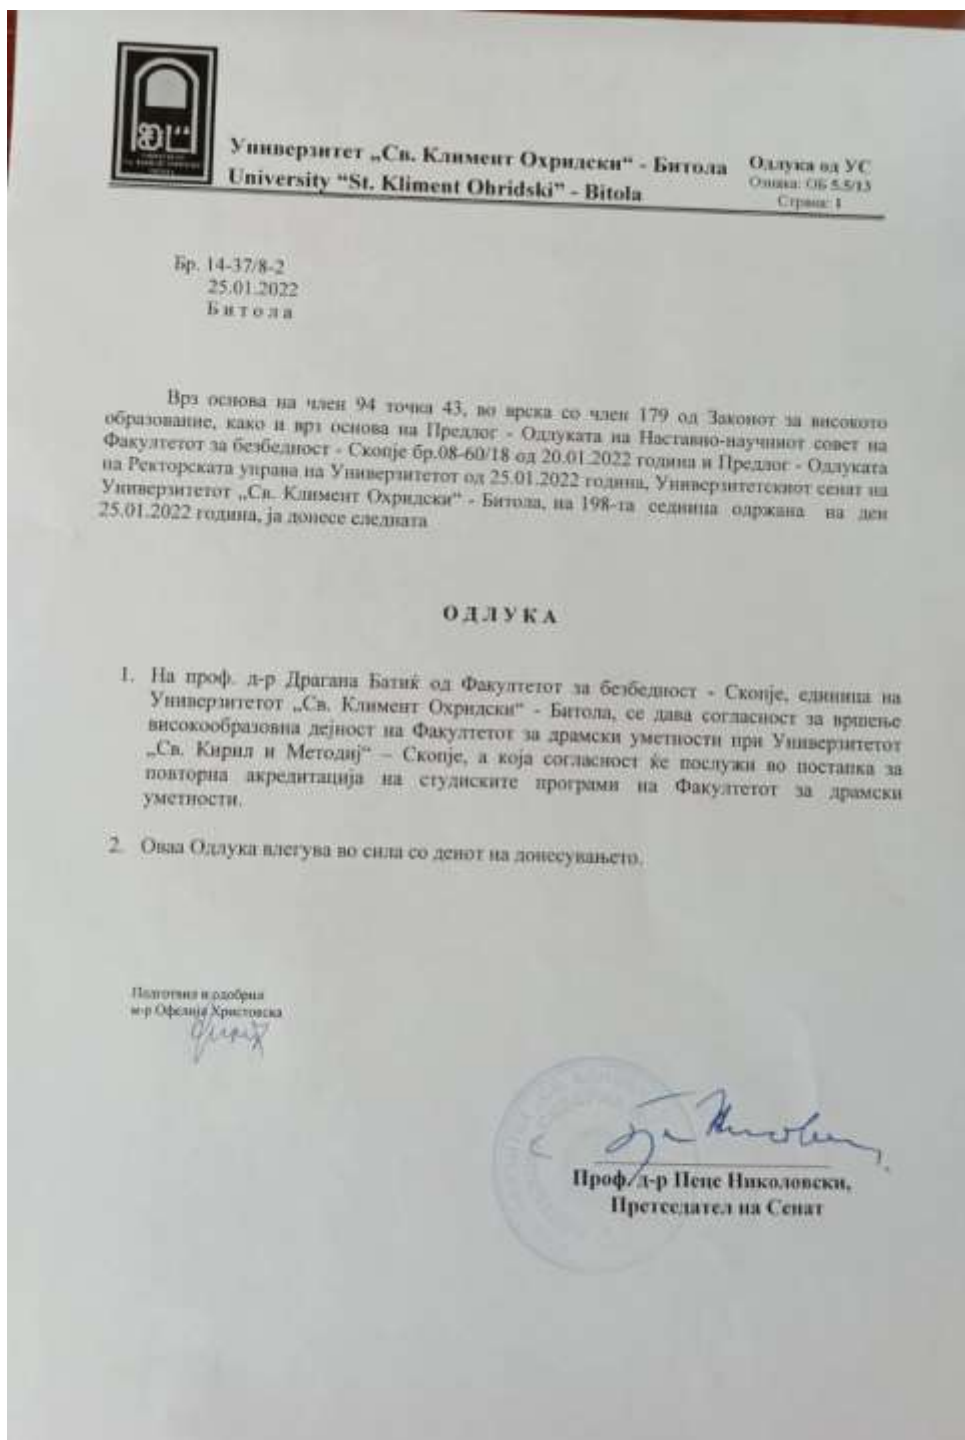 Универзитет „Св. Климент Охридски“ - Битола
University “St. Kliment Ohridski” - Bitola
Одлука од УС
Ознака: ОБ 5.5/13
Страна: 1
Бр. 14-37/8-2
25.01.2022
Битола
Врз основа на член 94 точка 43, во врска со член 179 од Законот за високото
образование, како и врз основа на Предлог - Одлуката на Наставно-научниот совет на
Факултетот за безбедност - Скопје бр.08-60/18 од 20.01.2022 година и Предлог - Одлуката
на Ректорската управа на Универзитетот од 25.01.2022 година, Универзитетскиот сенат на
Универзитетот „Св. Климент Охридски“ - Битола, на 198-та седница одржана на ден
25.01.2022 година, ја донесе следната
ОДЛУКА
1. На проф. д-р Драгана Батиќ од Факултетот за безбедност - Скопје, единица на
Универзитетот „Св. Климент Охридски“ - Битола, се дава согласност за вршење
високообразовна дејност на Факултетот за драмски уметности при Универзитетот
„Св. Кирил и Методиј“ – Скопје, а која согласност ќе послужи во постапка за
повторна акредитација на студиските програми на Факултетот за драмски
уметности.
2. Оваа Одлука влегува во сила со денот на донесувањето.
Подготвил и одобрил
м-р Офелија Христовска
Проф. д-р Пеце Николовски,
Претседател на Сенат